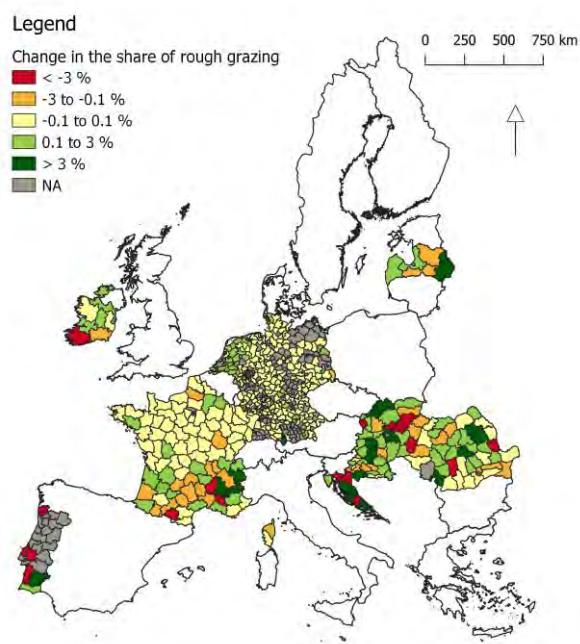 Legend
Change in the share of rough grazing
< -3 %
-3 to -0.1 %
-0.1 to 0.1 %
0.1 to 3 %
> 3 %
NA
0 250 500 750 km